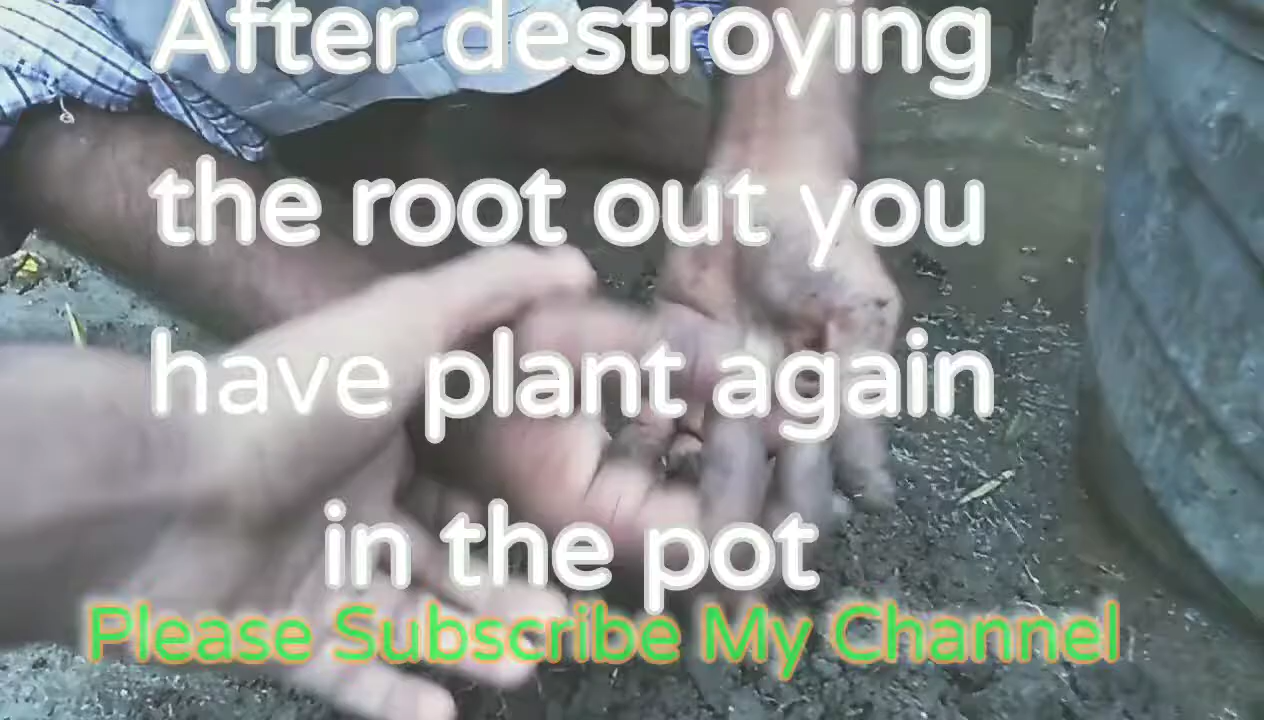 After destroying
the root out you
have plant again
in the pot
Please Subscribe My Channel